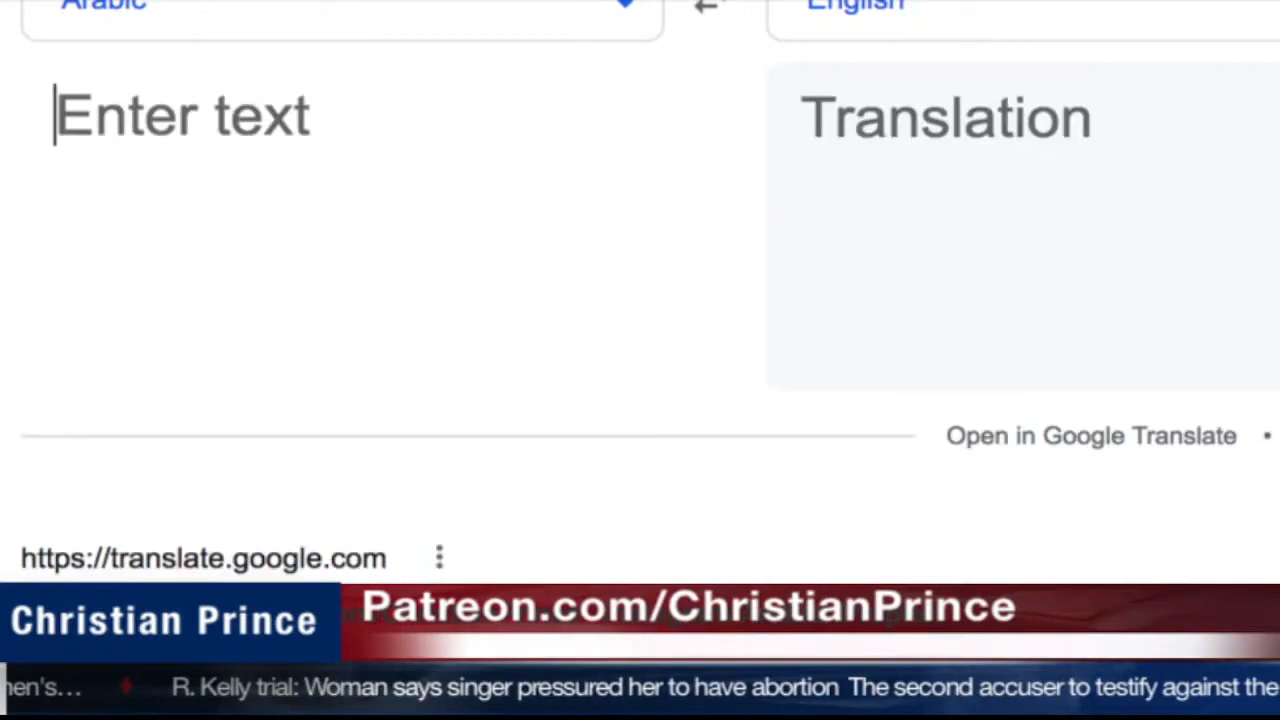 Arabic
English
Enter text
Translation
Open in Google Translate •
https://translate.google.com
Christian Prince
Patreon.com/ChristianPrince
nen's... R. Kelly trial: Woman says singer pressured her to have abortion The second accuser to testify against the